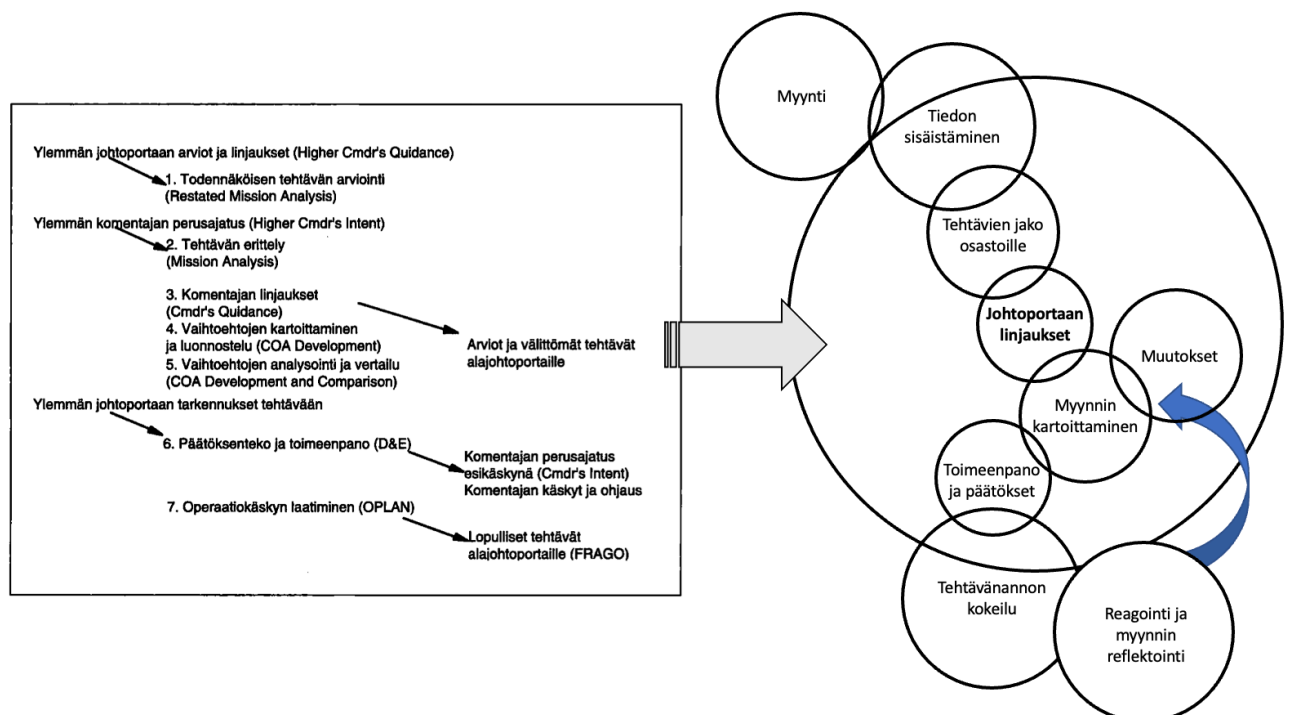 Ylemmän johtoportaan arviot ja linjaukset (Higher Cmdr's Quidance)
1. Todennäköisen tehtävän arviointi
(Restated Mission Analysis)
Ylemmän komentajan perusajatus (Higher Cmdr's Intent)
2. Tehtävän erittely
(Mission Analysis)
3. Komentajan linjaukset
(Cmdr's Quidance)
4. Vaihtoehtojen kartoittaminen
ja luonnostelu (COA Development)
5. Vaihtoehtojen analysointi ja vertailu
(COA Development and Comparison)
Arviot ja välittömät tehtävät
alajohtoportaille
Ylemmän johtoportaan tarkennukset tehtävään
6. Päätöksenteko ja toimeenpano (D&E)
Komentajan perusajatus
esikäskynä (Cmdr's Intent)
Komentajan käskyt ja ohjaus
7. Operaatiokäskyn laatiminen (OPLAN)
Lopulliset tehtävät
alajohtoportaille (FRAGO)
Myynti
Tiedon
sisäistäminen
Tehtävien jako
osastoille
Johtoportaan
linjaukset
Muutokset
Myynnin
kartoittaminen
Toimeenpano
ja päätökset
Tehtävänannon
kokeilu
Reagointi ja
myynnin
reflektointi